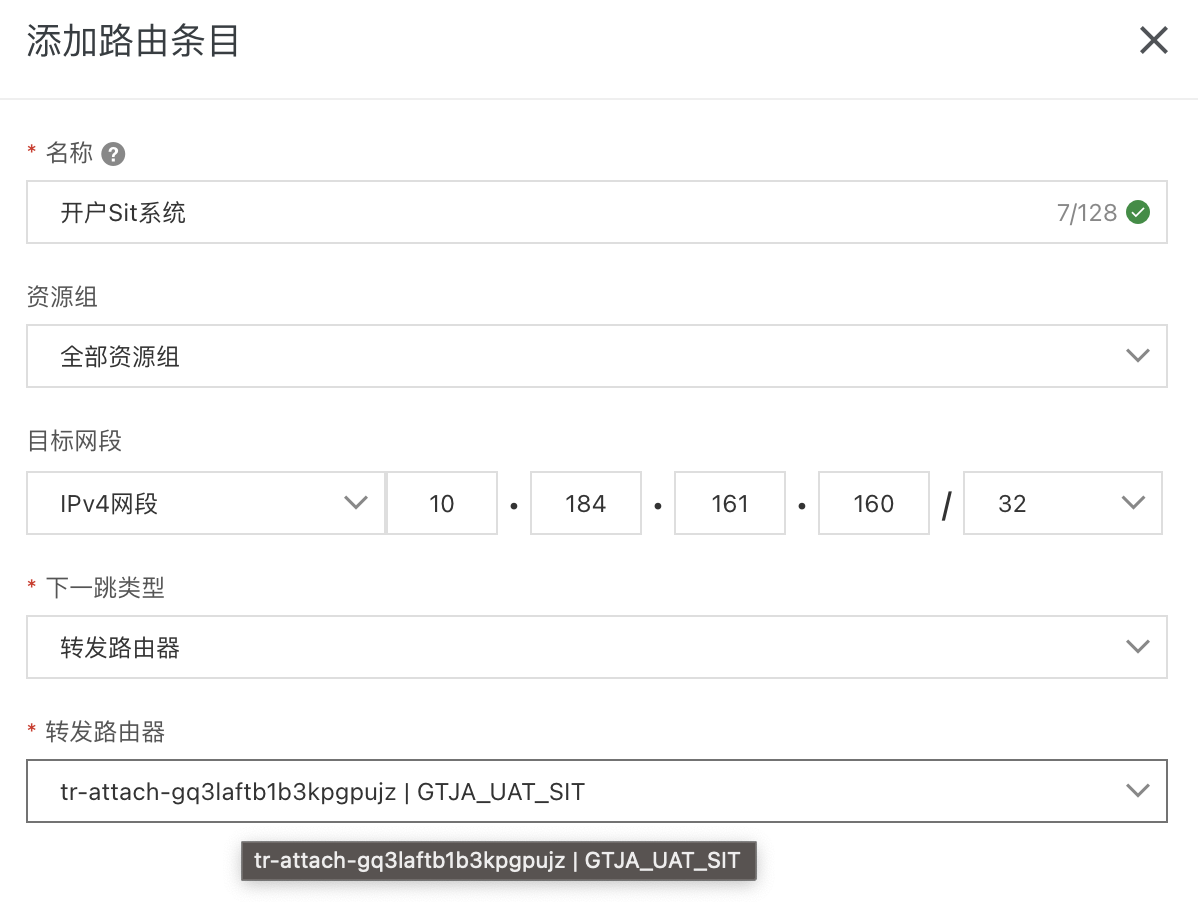 添加路由条目
* 名称 ?
开户Sit系统 7/128
资源组
全部资源组
目标网段
IPv4网段 10 . 184 . 161 . 160 / 32
* 下一跳类型
转发路由器
* 转发路由器
tr-attach-gq3laftb1b3kpgpujz | GTJA_UAT_SIT
tr-attach-gq3laftb1b3kpgpujz | GTJA_UAT_SIT